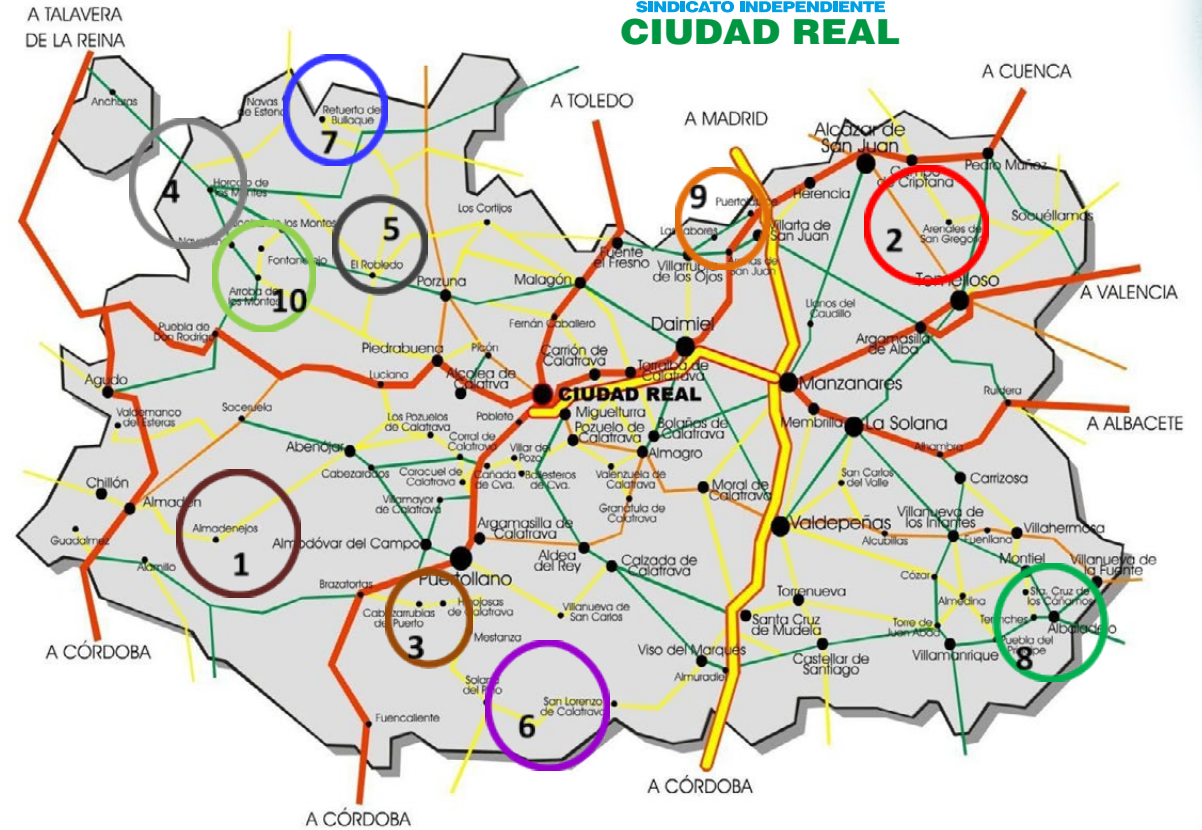 SINDICATO INDEPENDIENTE
CIUDAD REAL
A TALAVERA
DE LA REINA
A CUENCA
A TOLEDO
A MADRID
Anchuras
Navas
de Estena
Retuerta de
Bullaque
7
Alcázar de
San Juan
Pedro Muñoz
Campo
de Criptana
4
Horcajo de
los Montes
Herencia
9
Puerto
Los Cortijos
5
Labores
Villarta de
San Juan
2
Arenales de
San Gregorio
Socuéllamos
de los Montes
Fuente
el Fresno
Villarrubia
de los Ojos
Arenas de
San Juan
El Robledo
Porzuna
Malagón
Tomelloso
A VALENCIA
Arroba de
los Montes
10
Fernán Caballero
Llanos del
Caudillo
Puebla de
Don Rodrigo
Daimiel
Argamasilla
de Alba
Piedrabuena
Picón
Carrión de
Calatrava
Torralba de
Calatrava
Luciana
Alcolea de
Calatrva
Agudo
CIUDAD REAL
Manzanares
Ruidera
Valdemanco
del Esteras
Saceruela
Los Pozuelos
de Calatrava
Poblete
Miguelturra
Pozuelo de
Calatrava
Bolaños de
Calatrava
Membrilla
La Solana
A ALBACETE
Abenójar
Corral de
Calatrava
Villar del
Pozo
Almagro
Alhambra
Cabezarados
Caracuel de
Calatrava
Cañada
de Cva.
Ballesteros
de Cva.
Valenzuela de
Calatrava
San Carlos
del Valle
Carrizosa
Chillón
Almadén
Villamayor
de Calatrava
Granátula de
Calatrava
Moral de
Calatrava
Almadenejos
1
Guadalmez
Almodóvar del Campo
Argamasilla de
Calatrava
Valdepeñas
Villanueva de
los Infantes
Alcubillas
Fuenllana
Villahermosa
Alamillo
Puertollano
Aldea
del Rey
Calzada de
Calatrava
Montiel
Villanueva de
la Fuente
Brazatortas
Cabezarrubias
de Puerto
Hinojosas
de Calatrava
3
Villanueva de
San Carlos
Torrenueva
Cózar
Almedina
Sta. Cruz de
los Cáñamos
Terrinches
Albaladejo
Santa Cruz
de Mudela
Torre de
Juan Abad
Puebla del
Príncipe
8
Mestanza
Viso del Marqués
Almuradiel
Castellar de
Santiago
Villamanrique
A CÓRDOBA
Solana
del Pino
San Lorenzo
de Calatrava
6
Fuencaliente
A CÓRDOBA
A CÓRDOBA